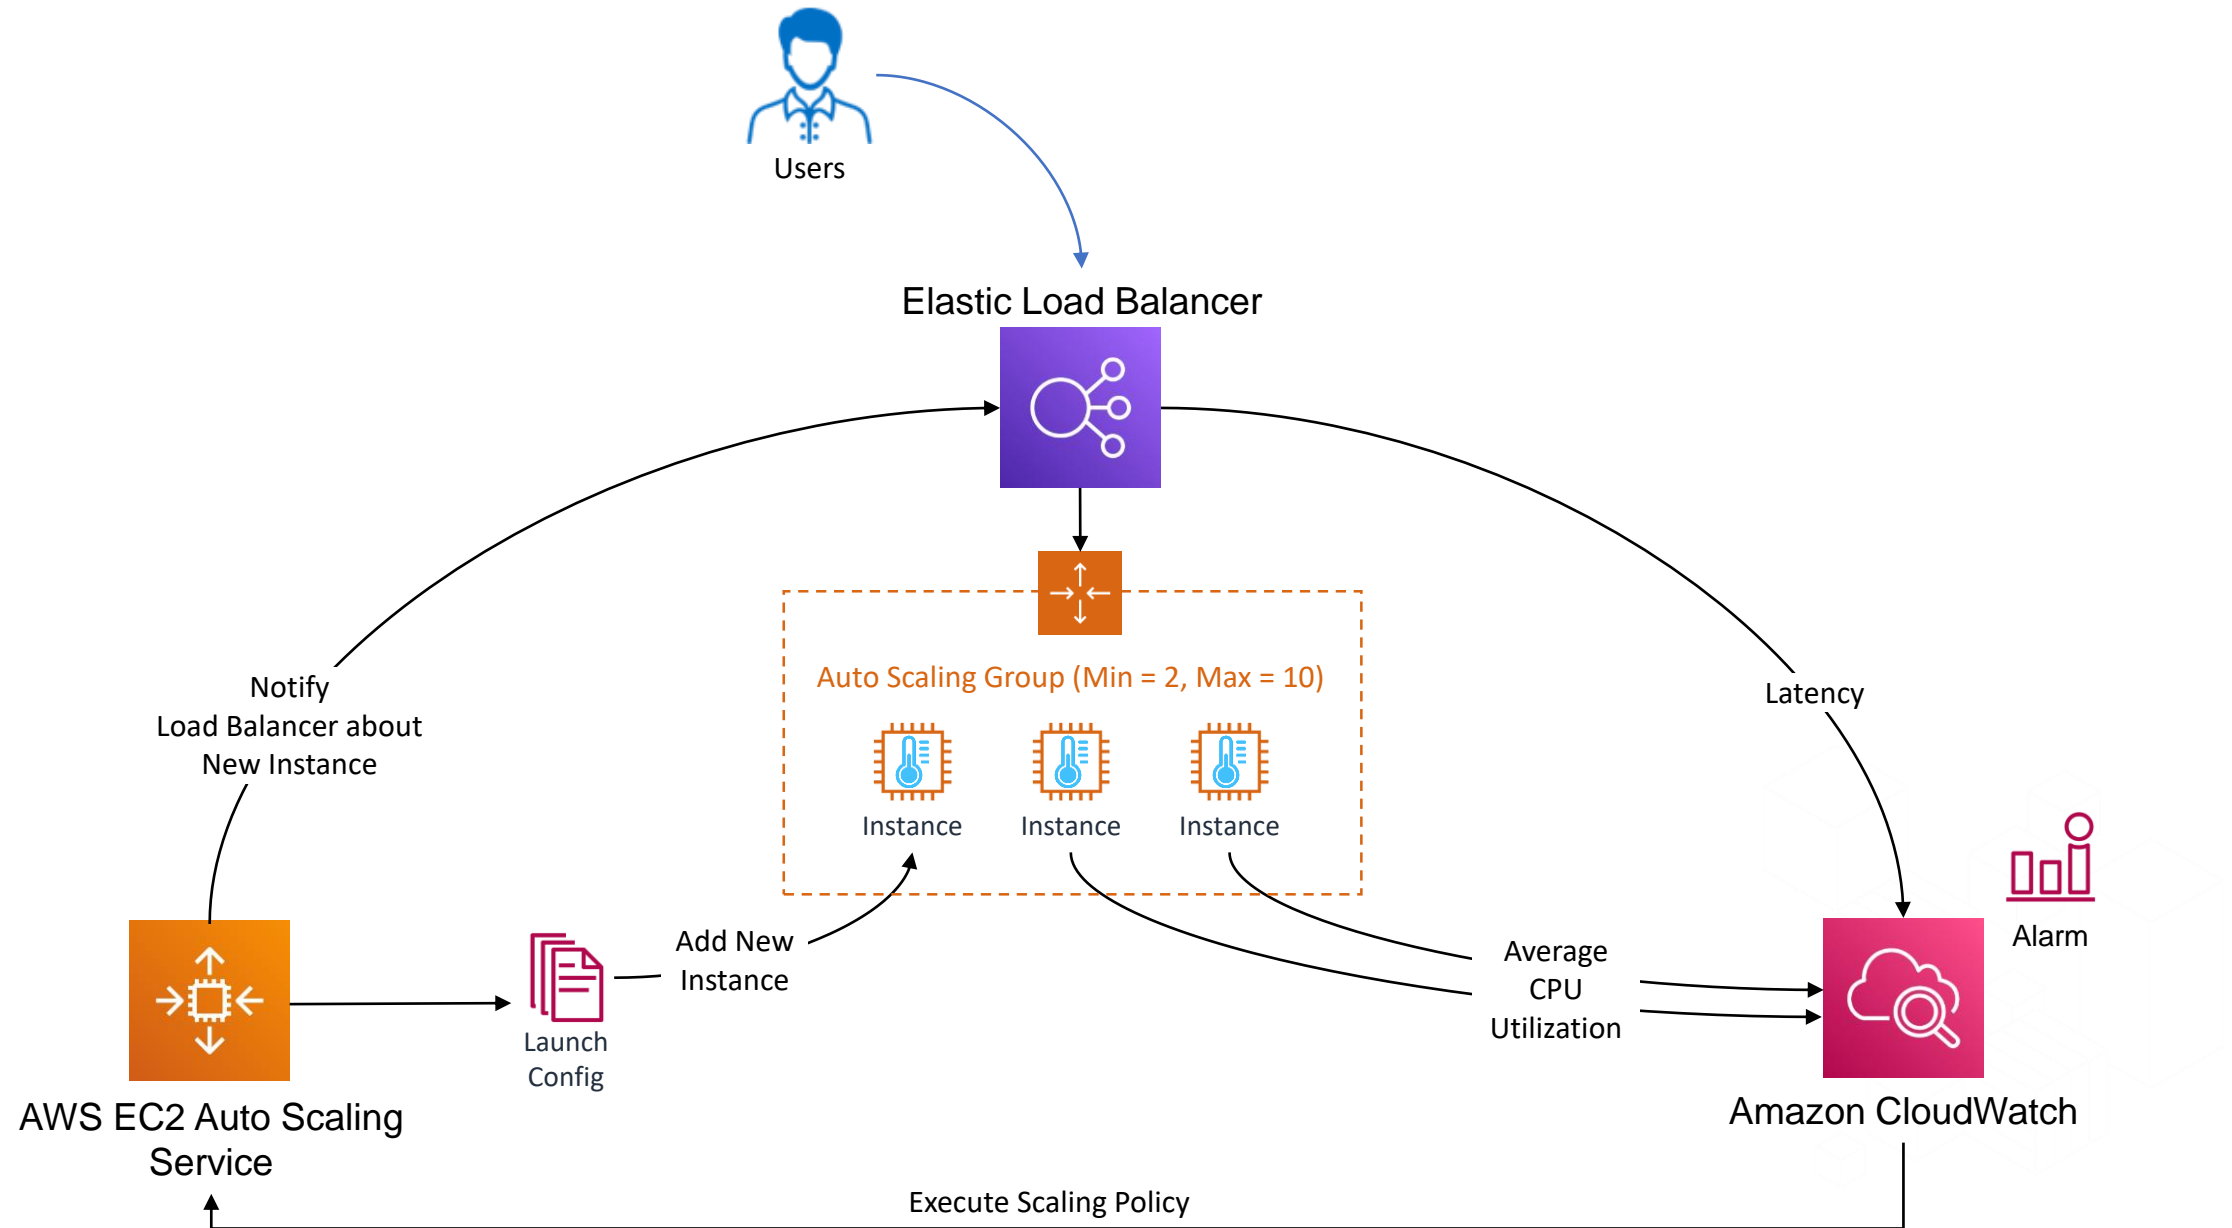 Users
Elastic Load Balancer
Notify
Load Balancer about
New Instance
Auto Scaling Group (Min = 2, Max = 10)
Latency
Instance
Instance
Instance
Alarm
Add New
Instance
Average
CPU
Utilization
Launch
Config
AWS EC2 Auto Scaling
Service
Amazon CloudWatch
Execute Scaling Policy